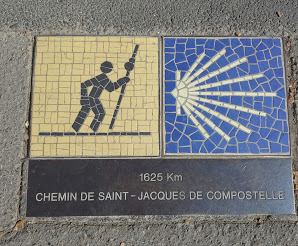 1625 Km
CHEMIN DE SAINT - JACQUES DE COMPOSTELLE